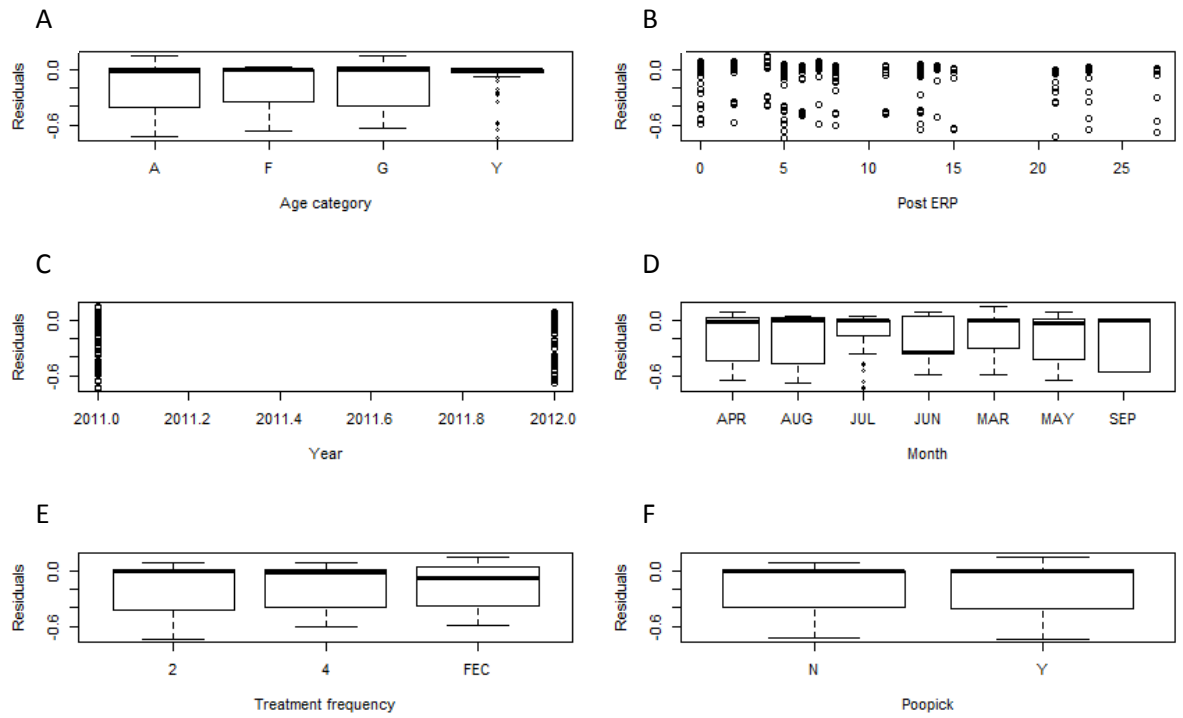 A
Residuals
0.0
-0.6
A F G Y
Age category
B
Residuals
0.0
-0.6
0 5 10 15 20 25
Post ERP
C
Residuals
0.0
-0.6
2011.0 2011.2 2011.4 2011.6 2011.8 2012.0
Year
D
Residuals
0.0
-0.6
APR AUG JUL JUN MAR MAY SEP
Month
E
Residuals
0.0
-0.6
2 4 FEC
Treatment frequency
F
Residuals
0.0
-0.6
N Y
Poopick